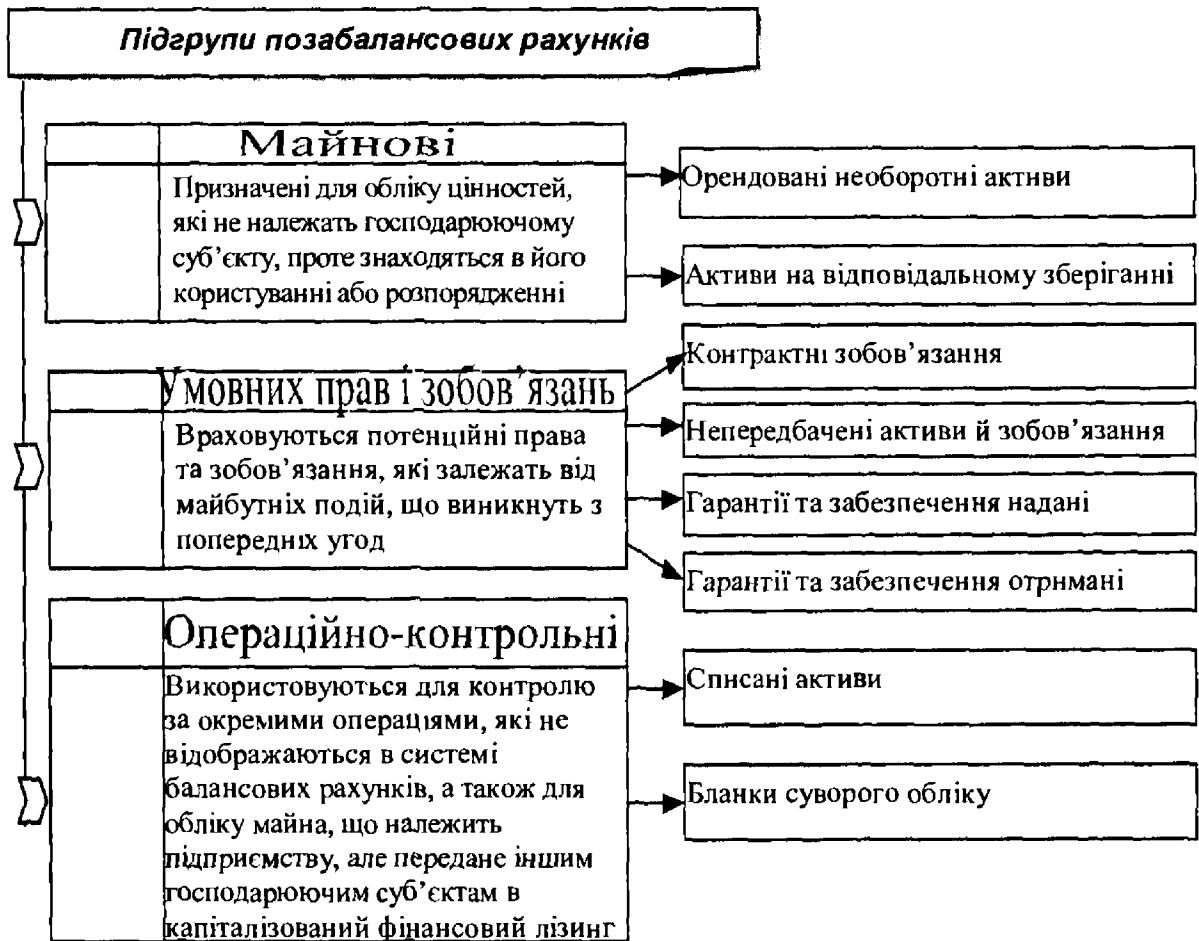 Підгрупи позабалансових рахунків
Майнові
Призначені для обліку цінностей,
які не належать господарюючому
суб’єкту, проте знаходяться в його
користуванні або розпорядженні
Орендовані необоротні активи
Активи на відповідальному зберіганні
Умовних прав і зобов’язань
Враховуються потенційні права
та зобов’язання, які залежать від
майбутніх подій, що виникнуть з
попередніх угод
Контрактні зобов’язання
Непередбачені активи й зобов’язання
Гарантії та забезпечення надані
Гарантії та забезпечення отримані
Операційно-контрольні
Використовуються для контролю
за окремими операціями, які не
відображаються в системі
балансових рахунків, а також для
обліку майна, що належить
підприємству, але передане іншим
господарюючим суб’єктам в
капіталізований фінансовий лізинг
Списані активи
Бланки суворого обліку